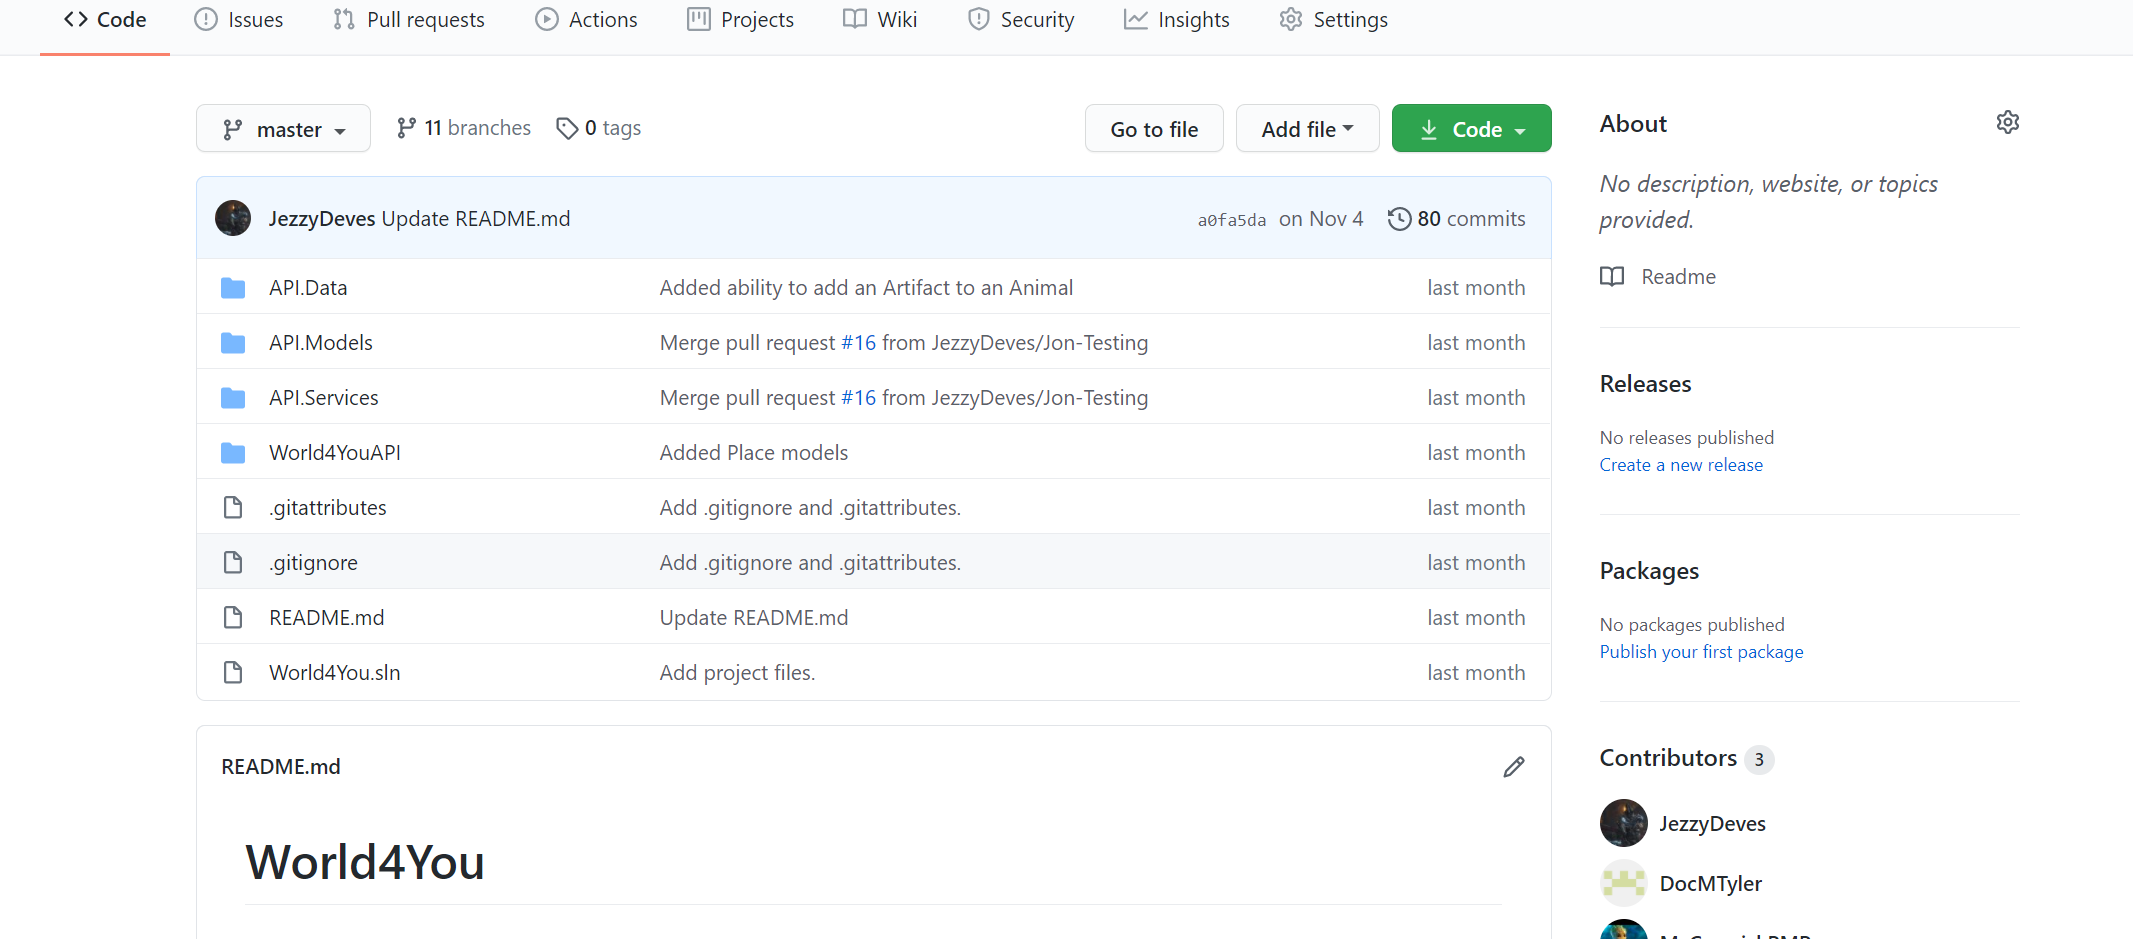 Code Issues Pull requests Actions Projects Wiki Security Insights Settings
master 11 branches 0 tags Go to file Add file Code
JezzyDeves Update README.md a0fa5da on Nov 4 80 commits
API.Data Added ability to add an Artifact to an Animal last month
API.Models Merge pull request #16 from JezzyDeves/Jon-Testing last month
API.Services Merge pull request #16 from JezzyDeves/Jon-Testing last month
World4YouAPI Added Place models last month
.gitattributes Add .gitignore and .gitattributes. last month
.gitignore Add .gitignore and .gitattributes. last month
README.md Update README.md last month
World4You.sln Add project files. last month
README.md
World4You
About
No description, website, or topics
provided.
Readme
Releases
No releases published
Create a new release
Packages
No packages published
Publish your first package
Contributors 3
JezzyDeves
DocMTyler